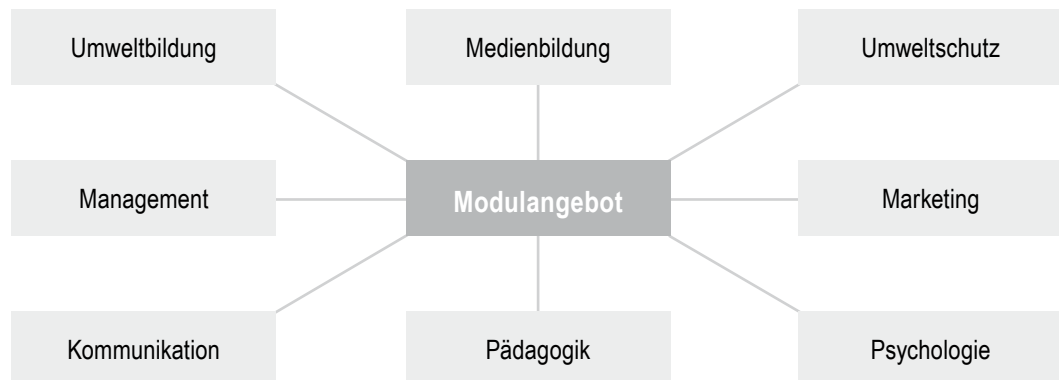 Umweltbildung
Medienbildung
Umweltschutz
Management
Modulangebot
Marketing
Kommunikation
Pädagogik
Psychologie